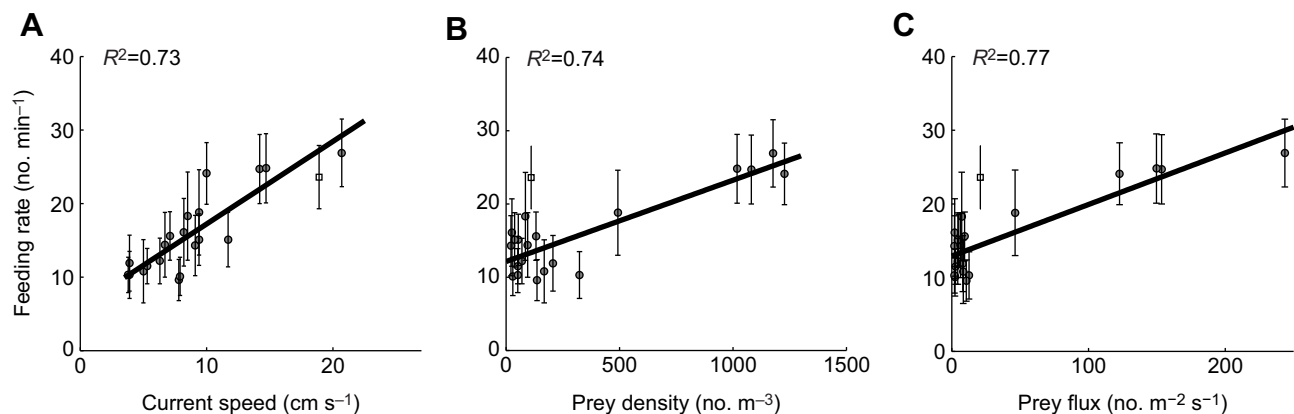 A
R²=0.73
Feeding rate (no. min⁻¹)
40
30
20
10
0
0
10
20
Current speed (cm s⁻¹)
B
R²=0.74
40
30
20
10
0
0
500
1000
1500
Prey density (no. m⁻³)
C
R²=0.77
40
30
20
10
0
0
100
200
Prey flux (no. m⁻² s⁻¹)